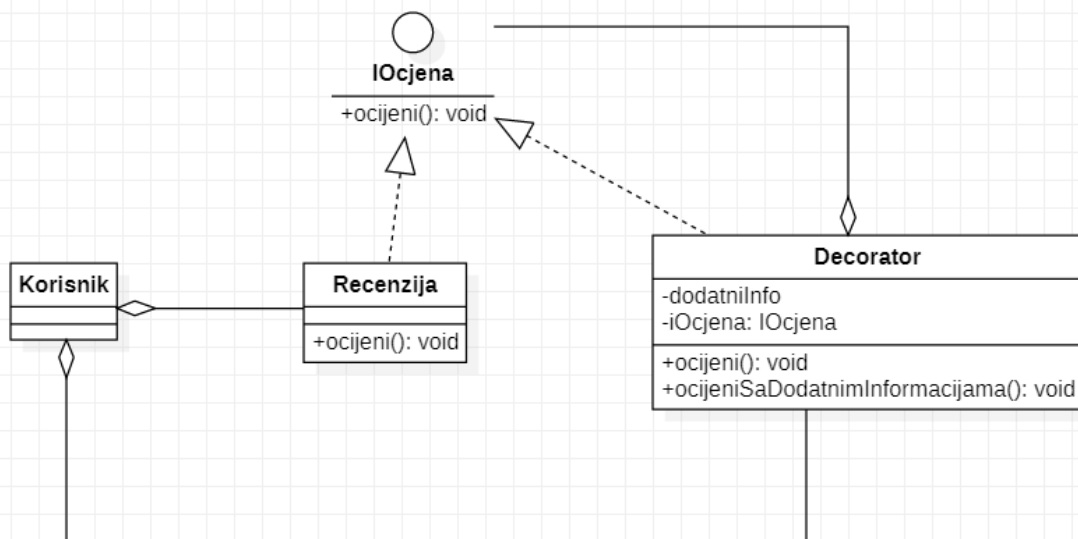 IOcjena
+ocijeni(): void
Korisnik
Recenzija
+ocijeni(): void
Decorator
-dodatniInfo
-iOcjena: IOcjena
+ocijeni(): void
+ocijeniSaDodatnimInformacijama(): void